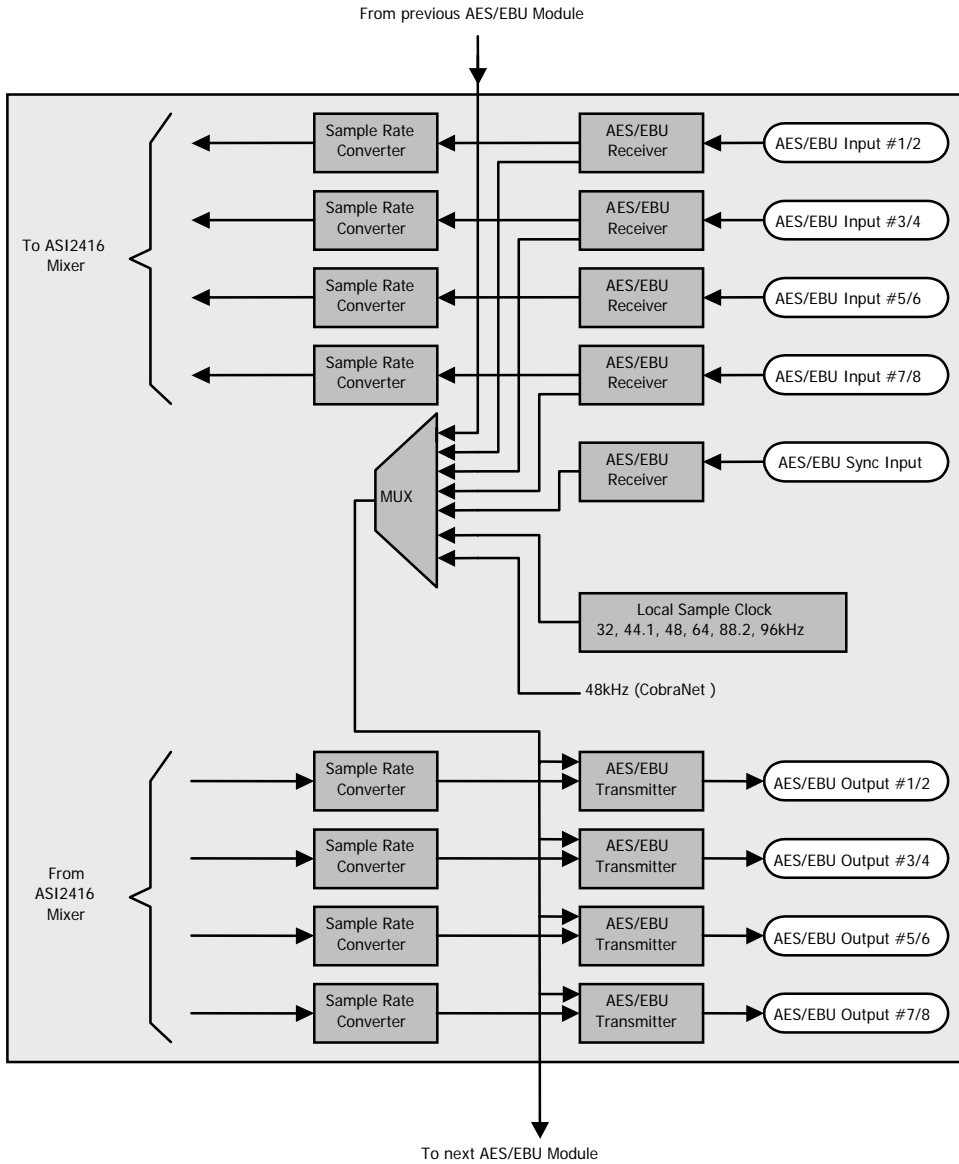 From previous AES/EBU Module
Sample Rate
Converter
AES/EBU
Receiver
AES/EBU Input #1/2
Sample Rate
Converter
AES/EBU
Receiver
AES/EBU Input #3/4
To ASI2416
Mixer
Sample Rate
Converter
AES/EBU
Receiver
AES/EBU Input #5/6
Sample Rate
Converter
AES/EBU
Receiver
AES/EBU Input #7/8
MUX
AES/EBU
Receiver
AES/EBU Sync Input
Local Sample Clock
32, 44.1, 48, 64, 88.2, 96kHz
48kHz (CobraNet )
Sample Rate
Converter
AES/EBU
Transmitter
AES/EBU Output #1/2
Sample Rate
Converter
AES/EBU
Transmitter
AES/EBU Output #3/4
From
ASI2416
Mixer
Sample Rate
Converter
AES/EBU
Transmitter
AES/EBU Output #5/6
Sample Rate
Converter
AES/EBU
Transmitter
AES/EBU Output #7/8
To next AES/EBU Module